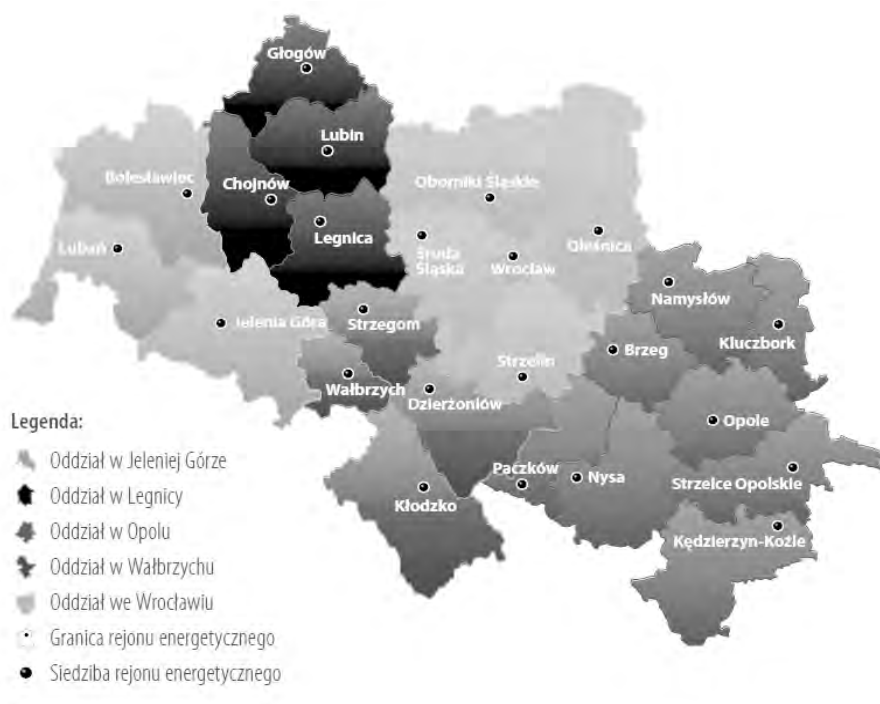 Głogów
Lubin
Bolesławiec
Chojnów
Oborniki Śląskie
Legnica
Lubań
Środa
Śląska
Wrocław
Oleśnica
Namysłów
Jelenia Góra
Strzegom
Kluczbork
Brzeg
Strzelin
Wałbrzych
Dzierżoniów
Opole
Paczków
Nysa
Strzelce Opolskie
Kłodzko
Kędzierzyn-Koźle
Legenda:
Oddział w Jeleniej Górze
Oddział w Legnicy
Oddział w Opolu
Oddział w Wałbrzychu
Oddział we Wrocławiu
Granica rejonu energetycznego
Siedziba rejonu energetycznego